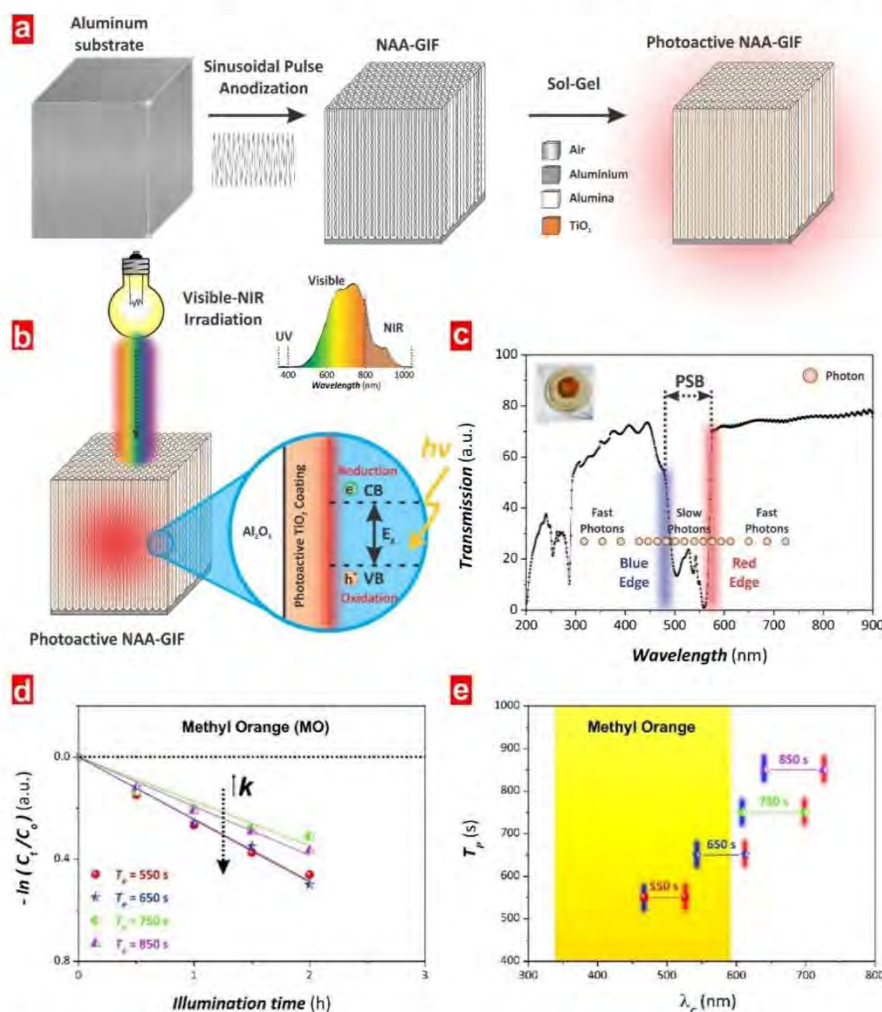 a
Aluminum
substrate
Sinusoidal Pulse
Anodization
NAA-GIF
Sol-Gel
Air
Aluminium
Alumina
TiO₂
Photoactive NAA-GIF
b
Visible-NIR
Irradiation
Visible
UV
NIR
400 600 800 1000
Wavelength (nm)
Al₂O₃
Photoactive TiO₂ Coating
Reduction
e⁻ CB
hν
VB
h⁺
Oxidation
Photoactive NAA-GIF
c
PSB
Photon
Transmission (a.u.)
100
80
60
40
20
0
Fast
Photons
Slow
Photons
Fast
Photons
Blue
Edge
Red
Edge
200 300 400 500 600 700 800 900
Wavelength (nm)
d
Methyl Orange (MO)
- ln (Cₜ/C₀) (a.u.)
0.0
0.4
0.8
k
Tₚ = 550 s
Tₚ = 650 s
Tₚ = 750 s
Tₚ = 850 s
0 1 2 3
Illumination time (h)
e
Methyl Orange
Tₚ (s)
1000
900
800
700
600
500
400
850 s
750 s
650 s
550 s
300 400 500 600 700 800
λ_C (nm)